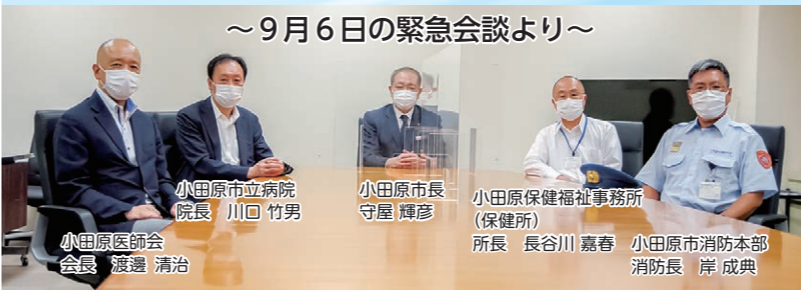 ～９月６日の緊急会談より～
小田原医師会
会長　渡邊 清治
小田原市立病院
院長　川口 竹男
小田原市長
守屋 輝彦
小田原保健福祉事務所
（保健所）
所長　長谷川 嘉春
小田原市消防本部
消防長　岸 成典